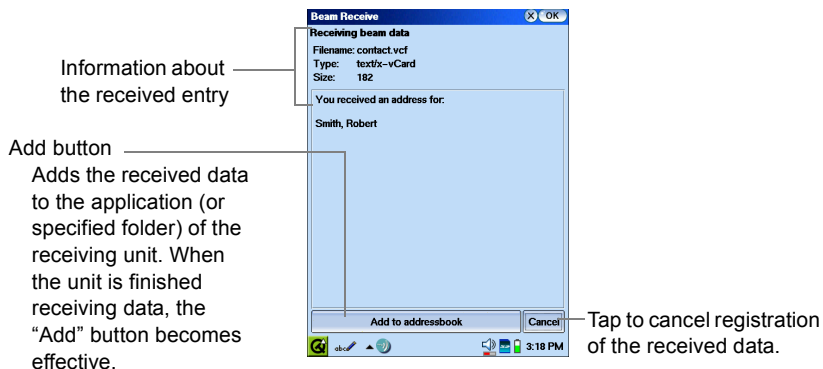 Beam Receive
OK
Receiving beam data
Filename: contact.vcf
Type: text/x-vCard
Size: 182
You received an address for:
Smith, Robert
Add to addressbook
Cancel
abcd
3:18 PM
Information about
the received entry
Add button
Adds the received data
to the application (or
specified folder) of the
receiving unit. When
the unit is finished
receiving data, the
“Add” button becomes
effective.
Tap to cancel registration
of the received data.